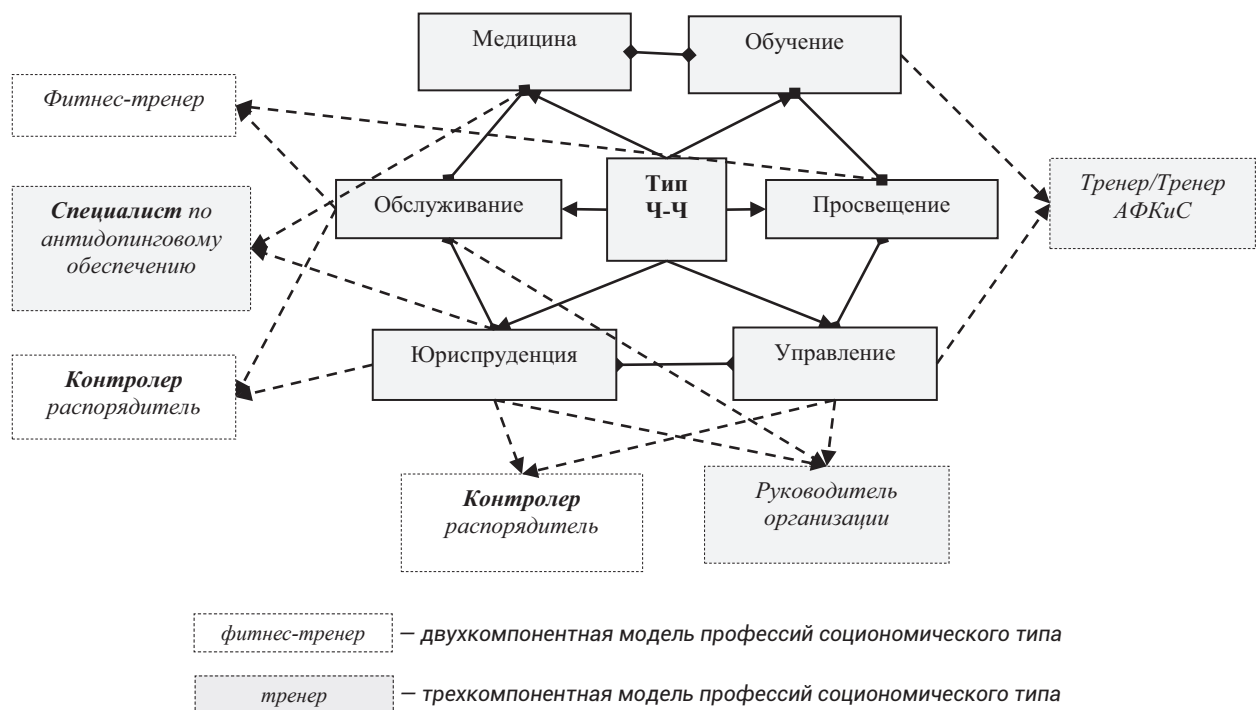 Медицина
Обучение
Фитнес-тренер
Тип
Ч-Ч
Обслуживание
Просвещение
Тренер/Тренер
АФКиС
Специалист по
антидопинговому
обеспечению
Юриспруденция
Управление
Контролер
распорядитель
Контролер
распорядитель
Руководитель
организации
фитнес-тренер – двухкомпонентная модель профессий социономического типа
тренер – трехкомпонентная модель профессий социономического типа